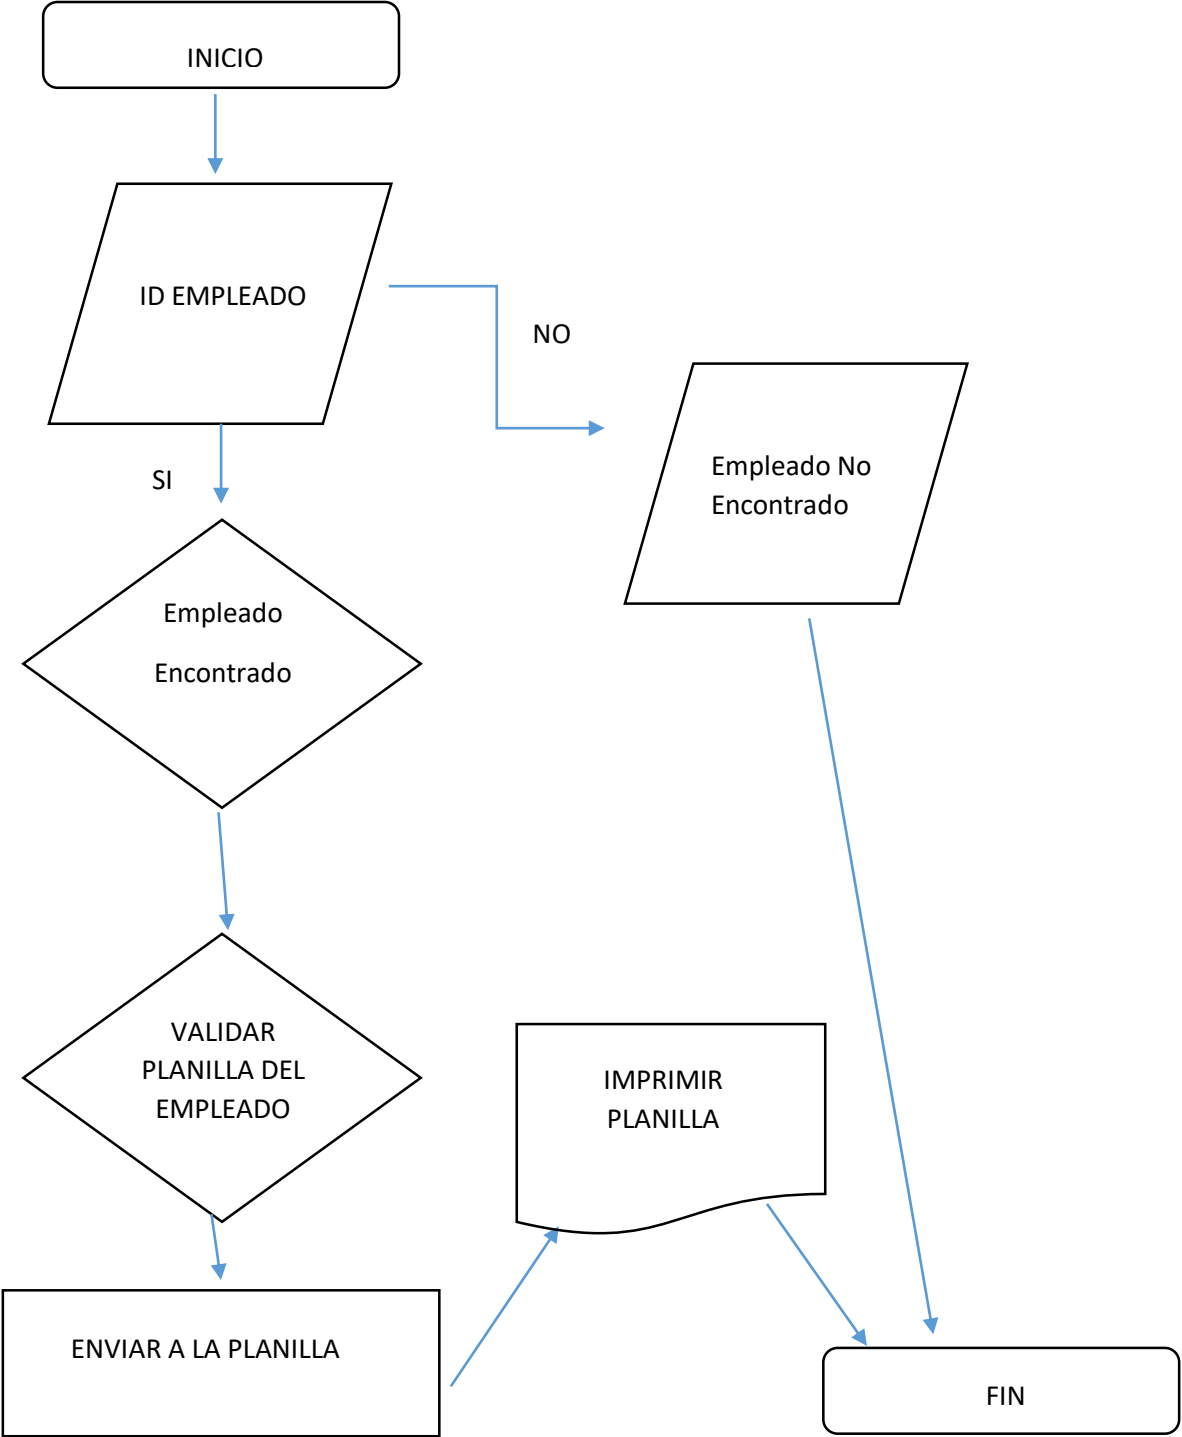 INICIO
ID EMPLEADO
NO
Empleado No
Encontrado
SI
Empleado
Encontrado
VALIDAR
PLANILLA DEL
EMPLEADO
IMPRIMIR
PLANILLA
ENVIAR A LA PLANILLA
FIN